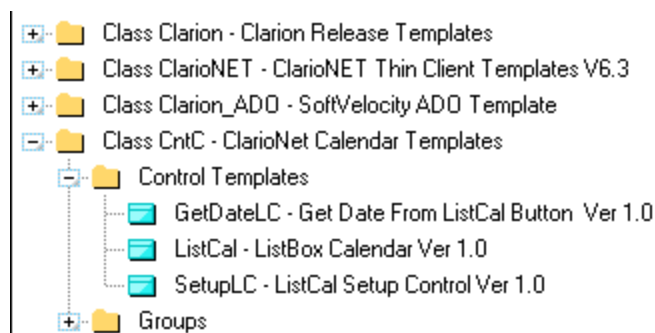 Class Clarion - Clarion Release Templates
Class ClarioNET - ClarioNET Thin Client Templates V6.3
Class Clarion_ADO - SoftVelocity ADO Template
Class CntC - ClarioNet Calendar Templates
Control Templates
GetDateLC - Get Date From ListCal Button  Ver 1.0
ListCal - ListBox Calendar Ver 1.0
SetupLC - ListCal Setup Control Ver 1.0
Groups